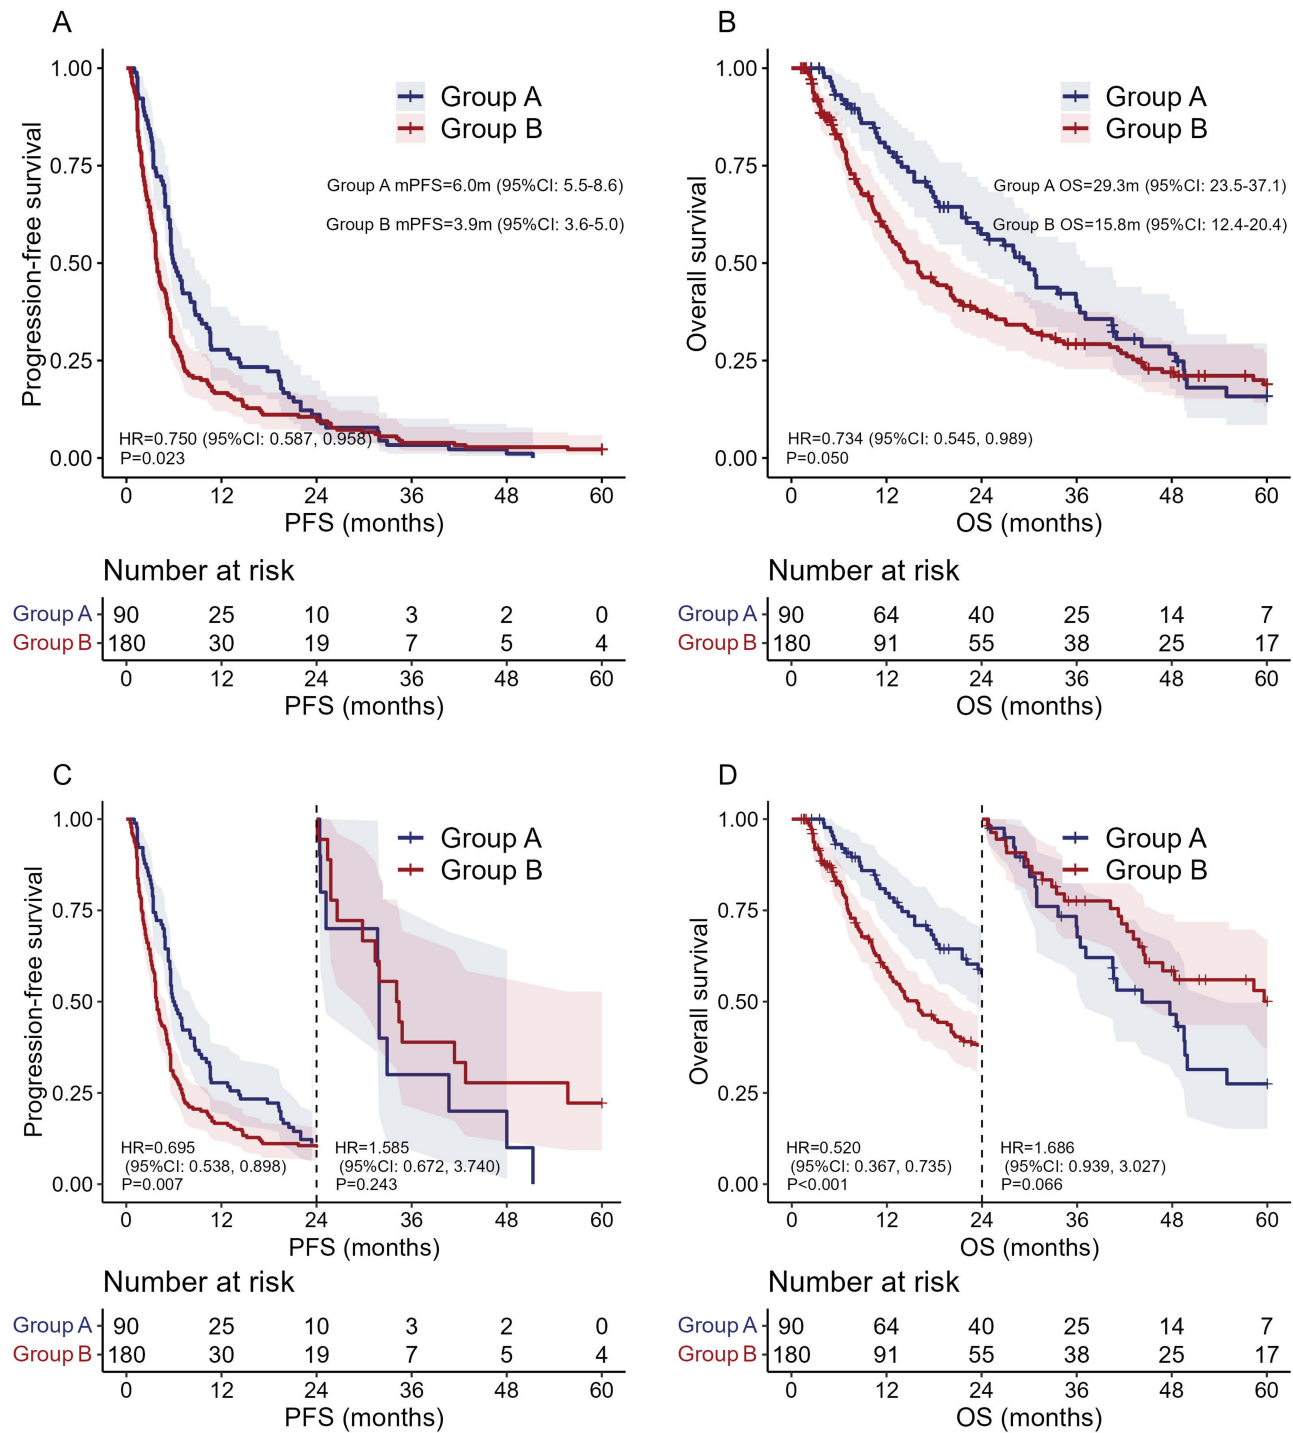 A
Progression-free survival
1.00
0.75
0.50
0.25
0.00
Group A
Group B
Group A mPFS=6.0m (95%CI: 5.5-8.6)
Group B mPFS=3.9m (95%CI: 3.6-5.0)
HR=0.750 (95%CI: 0.587, 0.958)
P=0.023
0 12 24 36 48 60
PFS (months)
Number at risk
Group A 90 25 10 3 2 0
Group B 180 30 19 7 5 4
0 12 24 36 48 60
PFS (months)
B
Overall survival
1.00
0.75
0.50
0.25
0.00
Group A
Group B
Group A OS=29.3m (95%CI: 23.5-37.1)
Group B OS=15.8m (95%CI: 12.4-20.4)
HR=0.734 (95%CI: 0.545, 0.989)
P=0.050
0 12 24 36 48 60
OS (months)
Number at risk
Group A 90 64 40 25 14 7
Group B 180 91 55 38 25 17
0 12 24 36 48 60
OS (months)
C
Progression-free survival
1.00
0.75
0.50
0.25
0.00
Group A
Group B
HR=0.695
(95%CI: 0.538, 0.898)
P=0.007
HR=1.585
(95%CI: 0.672, 3.740)
P=0.243
0 12 24 36 48 60
PFS (months)
Number at risk
Group A 90 25 10 3 2 0
Group B 180 30 19 7 5 4
0 12 24 36 48 60
PFS (months)
D
Overall survival
1.00
0.75
0.50
0.25
0.00
Group A
Group B
HR=0.520
(95%CI: 0.367, 0.735)
P<0.001
HR=1.686
(95%CI: 0.939, 3.027)
P=0.066
0 12 24 36 48 60
OS (months)
Number at risk
Group A 90 64 40 25 14 7
Group B 180 91 55 38 25 17
0 12 24 36 48 60
OS (months)